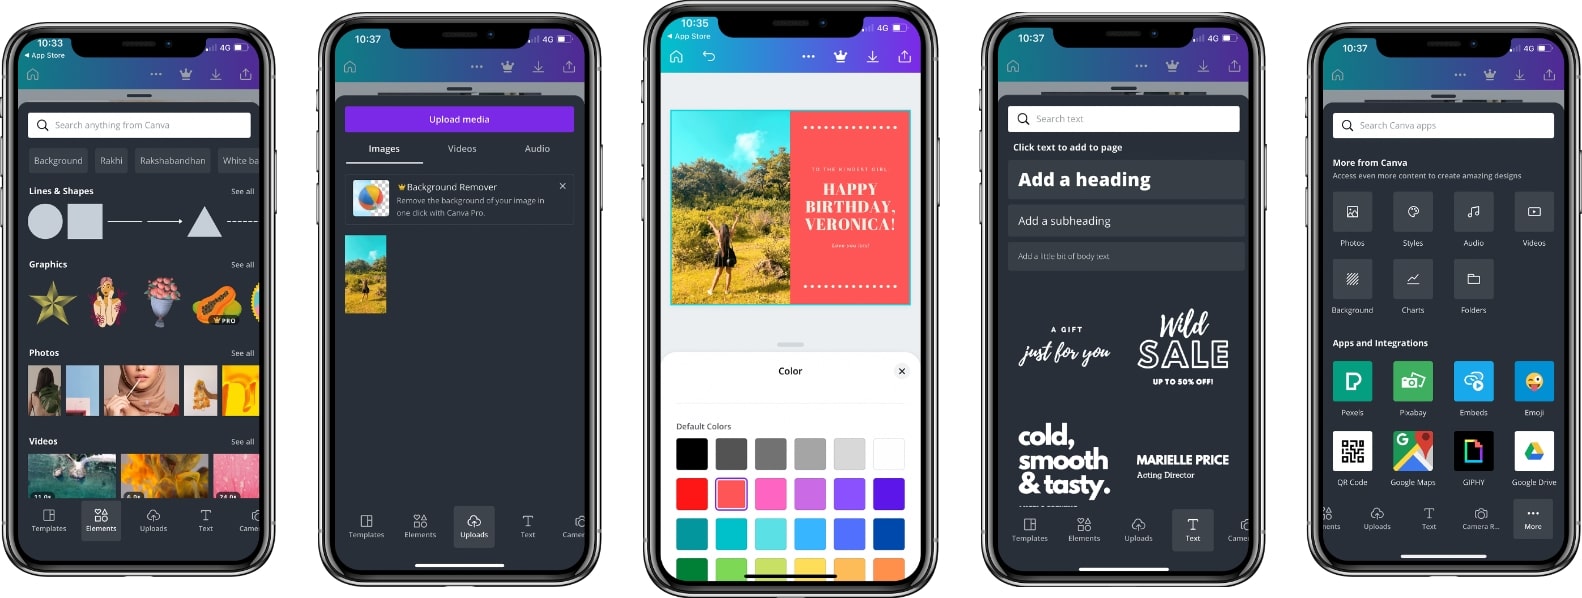 10:33
4G
App Store
Search anything from Canva
Background
Rakhi
Rakshabandhan
White ba
Lines & Shapes
See all
Graphics
See all
PRO
Photos
See all
Videos
See all
11.0s
6.0s
24.0s
Templates
Elements
Uploads
Text
Came
10:37
4G
Upload media
Images
Videos
Audio
Background Remover
Remove the background of your image in
one click with Canva Pro.
Templates
Elements
Uploads
Text
Camer
10:35
4G
App Store
TO THE KINDEST GIRL,
HAPPY
BIRTHDAY,
VERONICA!
Love you lots!
Color
Default Colors
10:37
4G
Search text
Click text to add to page
Add a heading
Add a subheading
Add a little bit of body text
A GIFT
just for you
Wild
SALE
UP TO 50% OFF!
cold,
smooth
& tasty.
MARIELLE PRICE
Acting Director
Templates
Elements
Uploads
Text
Came
10:37
4G
Search Canva apps
More from Canva
Access even more content to create amazing designs
Photos
Styles
Audio
Videos
Background
Charts
Folders
Apps and Integrations
Pexels
Pixabay
Embeds
Emoji
QR Code
Google Maps
GIPHY
Google Drive
nents
Uploads
Text
Camera R...
More